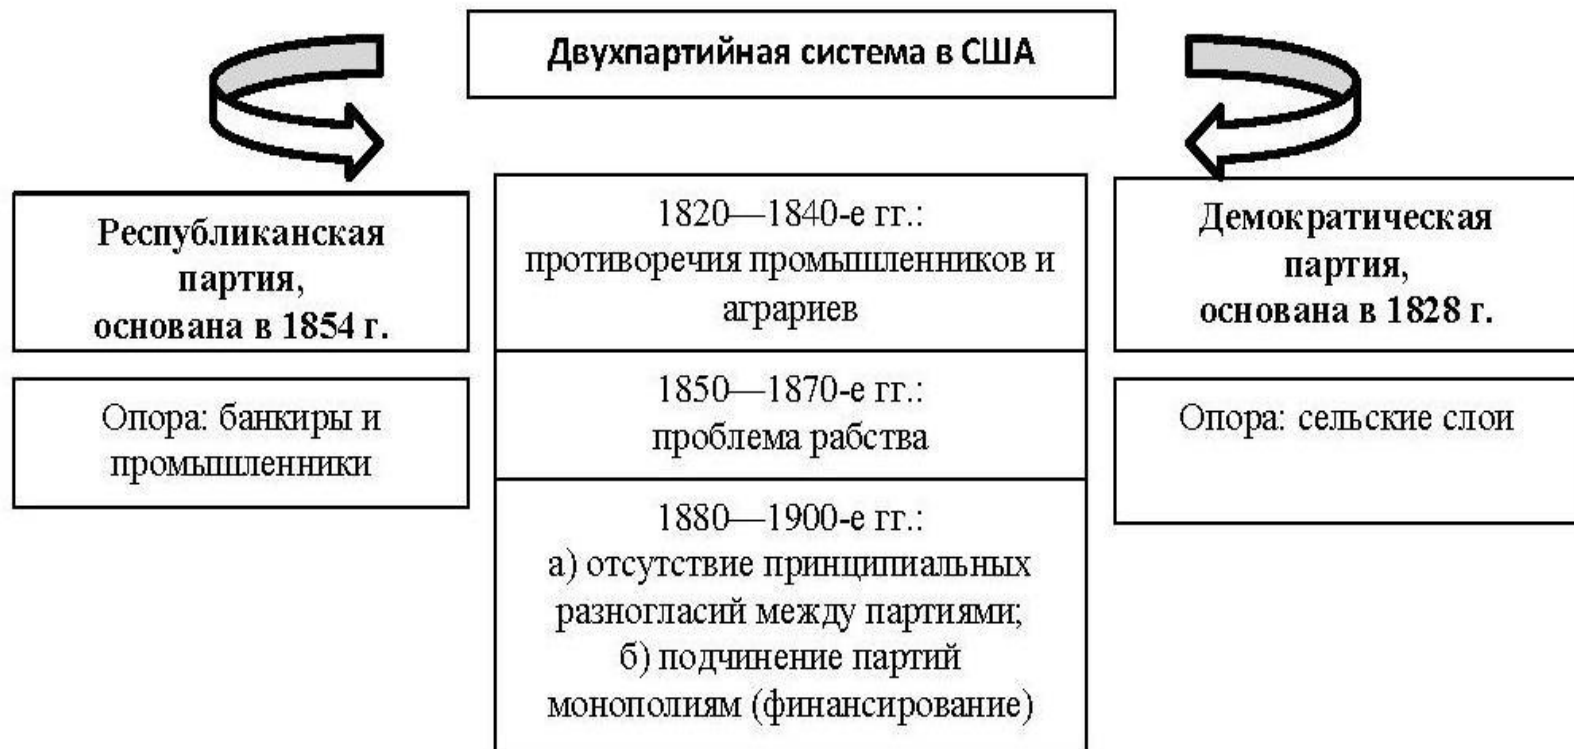 Двухпартийная система в США
Республиканская
партия,
основана в 1854 г.
Опора: банкиры и
промышленники
1820—1840-е гг.:
противоречия промышленников и
аграриев
1850—1870-е гг.:
проблема рабства
1880—1900-е гг.:
а) отсутствие принципиальных
разногласий между партиями;
б) подчинение партий
монополиям (финансирование)
Демократическая
партия,
основана в 1828 г.
Опора: сельские слои